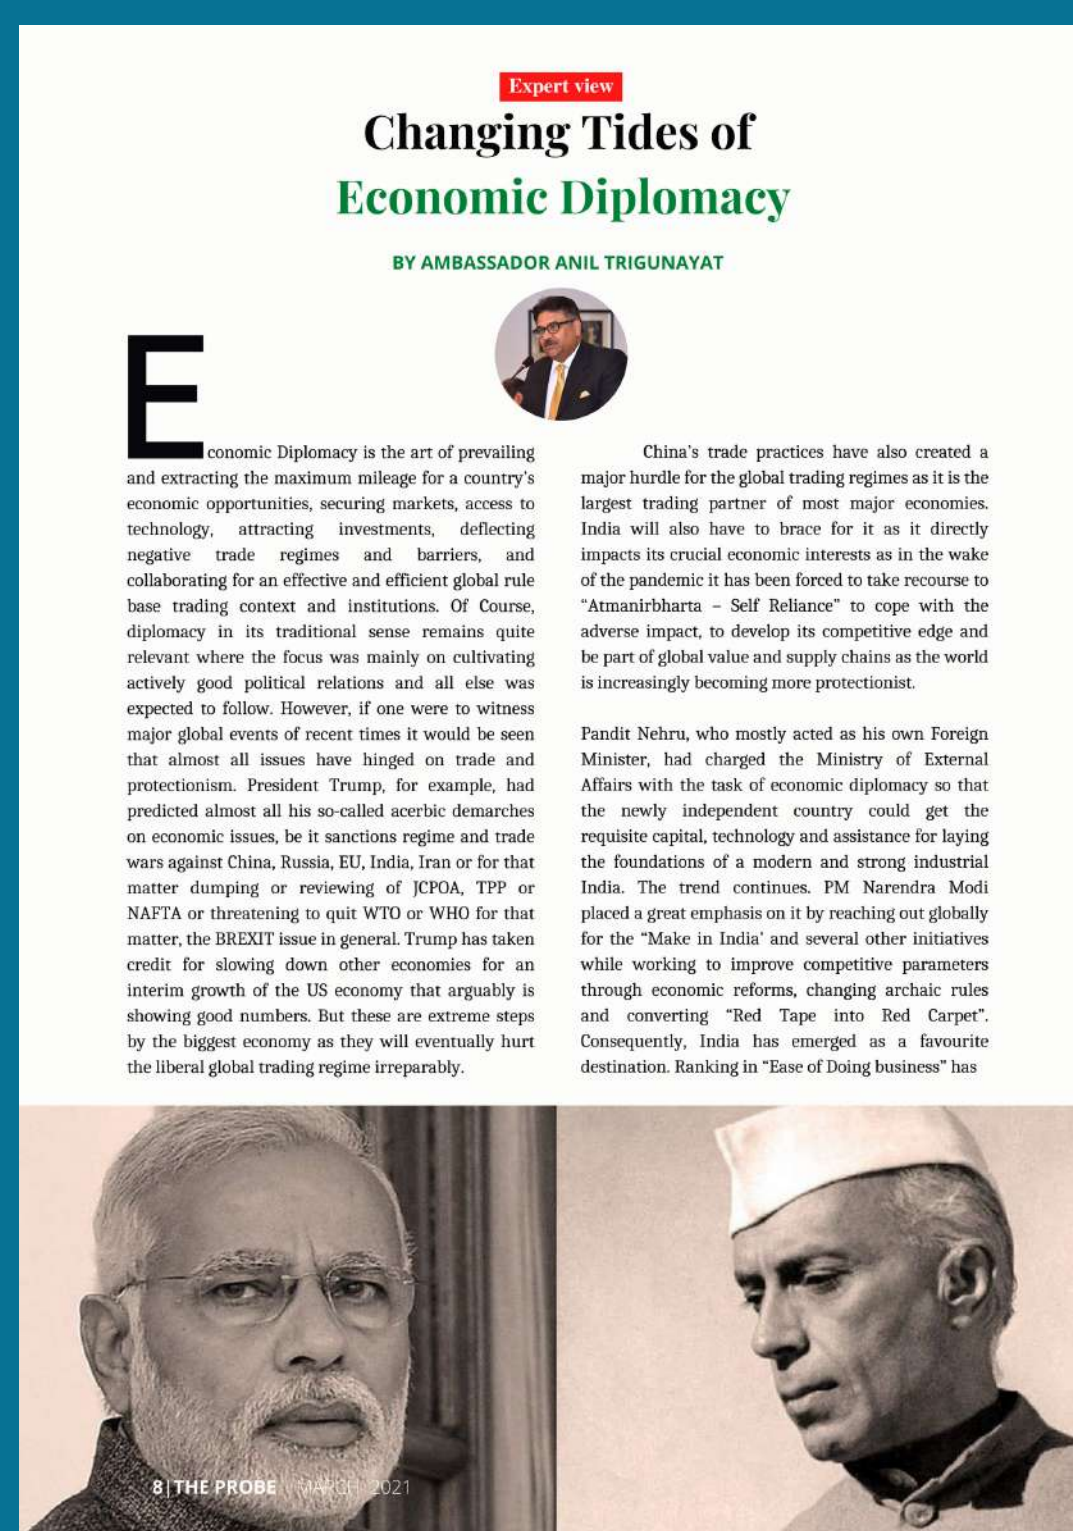 Expert view
Changing Tides of
Economic Diplomacy
BY AMBASSADOR ANIL TRIGUNAYAT
Economic Diplomacy is the art of prevailing
and extracting the maximum mileage for a country's
economic opportunities, securing markets, access to
technology, attracting investments, deflecting
negative trade regimes and barriers, and
collaborating for an effective and efficient global rule
base trading context and institutions. Of Course,
diplomacy in its traditional sense remains quite
relevant where the focus was mainly on cultivating
actively good political relations and all else was
expected to follow. However, if one were to witness
major global events of recent times it would be seen
that almost all issues have hinged on trade and
protectionism. President Trump, for example, had
predicted almost all his so-called acerbic demarches
on economic issues, be it sanctions regime and trade
wars against China, Russia, EU, India, Iran or for that
matter dumping or reviewing of JCPOA, TPP or
NAFTA or threatening to quit WTO or WHO for that
matter, the BREXIT issue in general. Trump has taken
credit for slowing down other economies for an
interim growth of the US economy that arguably is
showing good numbers. But these are extreme steps
by the biggest economy as they will eventually hurt
the liberal global trading regime irreparably.
China's trade practices have also created a
major hurdle for the global trading regimes as it is the
largest trading partner of most major economies.
India will also have to brace for it as it directly
impacts its crucial economic interests as in the wake
of the pandemic it has been forced to take recourse to
“Atmanirbharta – Self Reliance” to cope with the
adverse impact, to develop its competitive edge and
be part of global value and supply chains as the world
is increasingly becoming more protectionist.
Pandit Nehru, who mostly acted as his own Foreign
Minister, had charged the Ministry of External
Affairs with the task of economic diplomacy so that
the newly independent country could get the
requisite capital, technology and assistance for laying
the foundations of a modern and strong industrial
India. The trend continues. PM Narendra Modi
placed a great emphasis on it by reaching out globally
for the “Make in India’ and several other initiatives
while working to improve competitive parameters
through economic reforms, changing archaic rules
and converting “Red Tape into Red Carpet”.
Consequently, India has emerged as a favourite
destination. Ranking in “Ease of Doing business” has
8|THE PROBE MARCH 2021